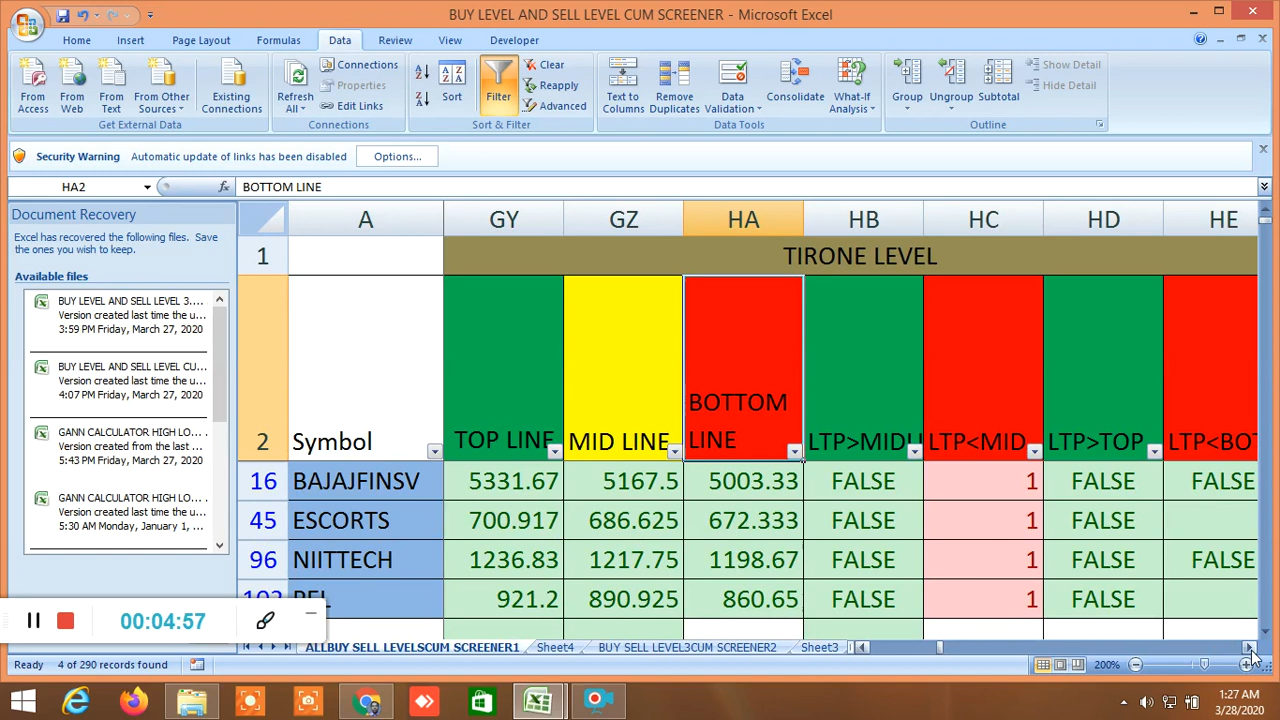 BUY LEVEL AND SELL LEVEL CUM SCREENER - Microsoft Excel
Home Insert Page Layout Formulas Data Review View Developer
From Access
From Web
From Text
From Other Sources
Existing Connections
Get External Data
Refresh All
Connections
Properties
Edit Links
Connections
Sort
Filter
Clear
Reapply
Advanced
Sort & Filter
Text to Columns
Remove Duplicates
Data Validation
Consolidate
What-If Analysis
Data Tools
Group
Ungroup
Subtotal
Show Detail
Hide Detail
Outline
Security Warning Automatic update of links has been disabled Options...
HA2 fx BOTTOM LINE
Document Recovery
Excel has recovered the following files. Save
the ones you wish to keep.
Available files
BUY LEVEL AND SELL LEVEL 3....
Version created last time the u...
3:59 PM Friday, March 27, 2020
BUY LEVEL AND SELL LEVEL CU...
Version created last time the u...
4:07 PM Friday, March 27, 2020
GANN CALCULATOR HIGH LO...
Version created from the last ...
5:43 PM Friday, March 27, 2020
GANN CALCULATOR HIGH LO...
Version created last time the u...
5:30 AM Monday, January 1, ...
A GY GZ HA HB HC HD HE
1 TIRONE LEVEL
2 Symbol TOP LINE MID LINE BOTTOM LINE LTP>MIDL LTP<MID LTP>TOP LTP<BOT
16 BAJAJFINSV 5331.67 5167.5 5003.33 FALSE 1 FALSE FALSE
45 ESCORTS 700.917 686.625 672.333 FALSE 1 FALSE
96 NIITTECH 1236.83 1217.75 1198.67 FALSE 1 FALSE FALSE
921.2 890.925 860.65 FALSE 1 FALSE
00:04:57
ALLBUY SELL LEVELSCUM SCREENER1 Sheet4 BUY SELL LEVEL3CUM SCREENER2 Sheet3
Ready 4 of 290 records found 200%
1:27 AM
3/28/2020